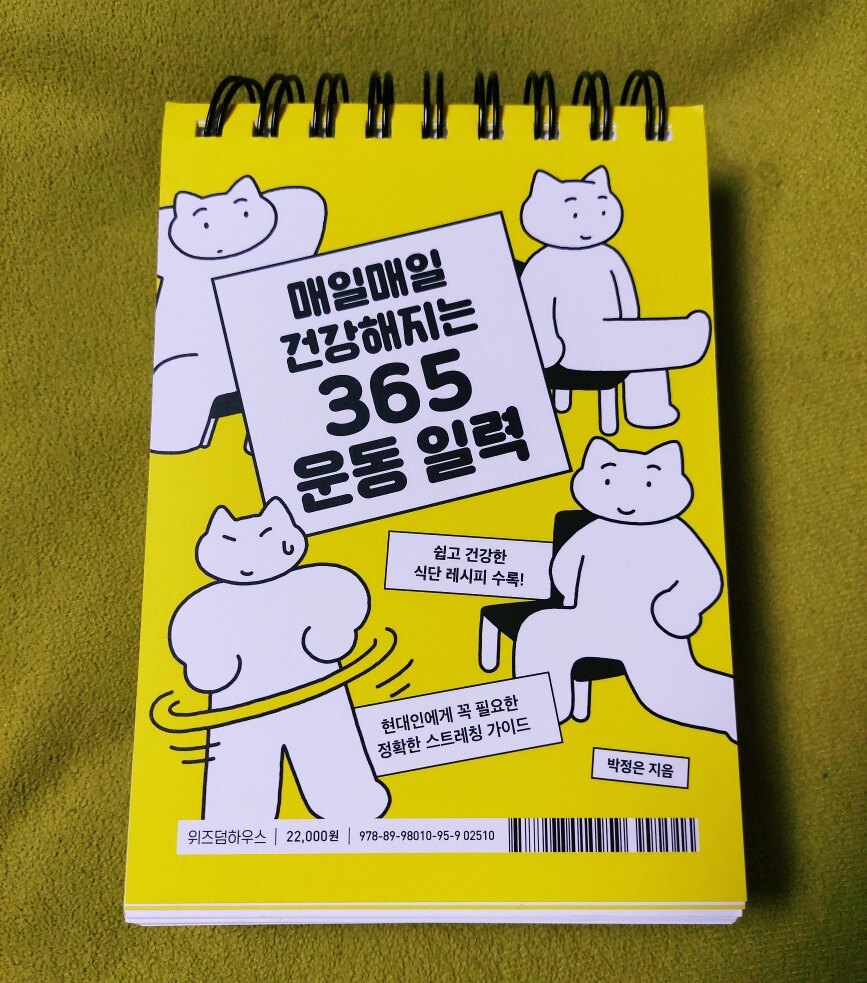 매일매일
건강해지는
365
운동 일력
쉽고 건강한
식단 레시피 수록!
현대인에게 꼭 필요한
정확한 스트레칭 가이드
박정은 지음
위즈덤하우스 | 22,000원 | 978-89-98010-95-9 02510